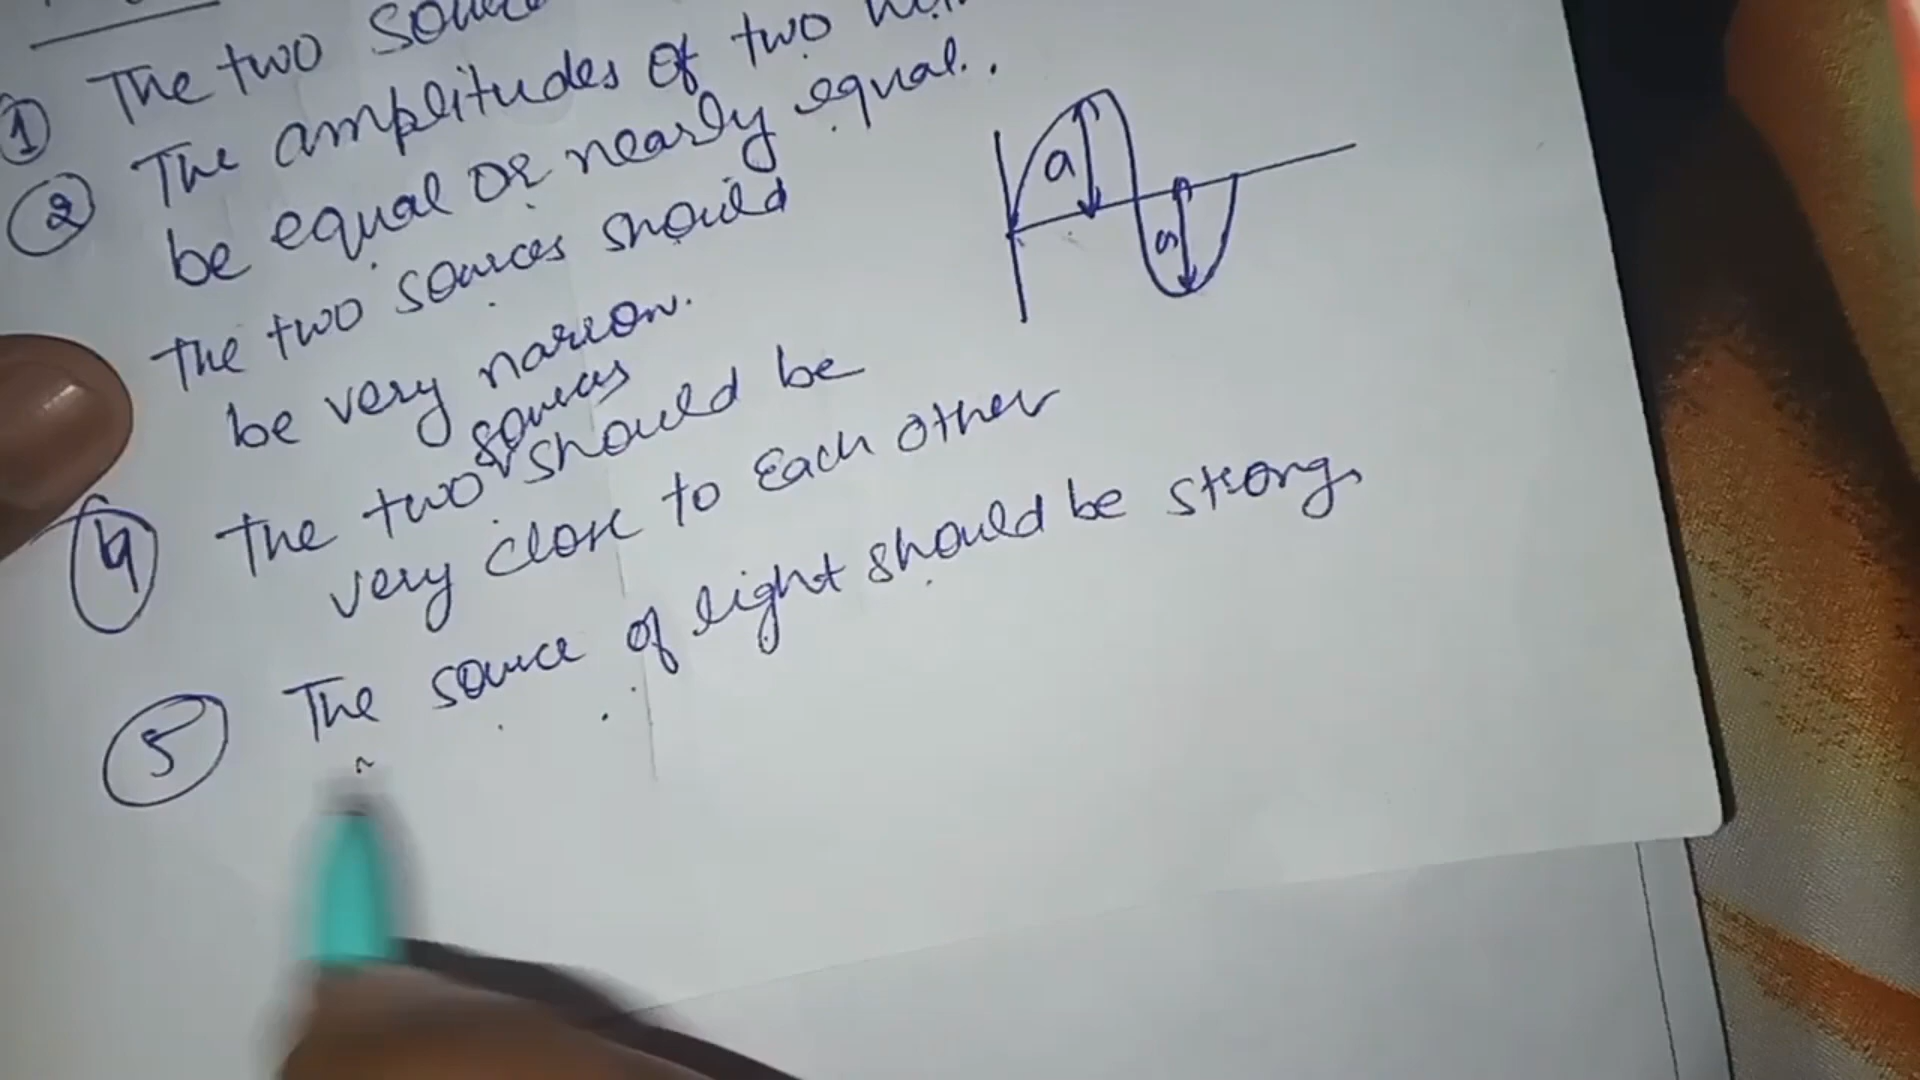 ① The two
② The amplitudes of two
be equal or nearly equal.
The two sources should
be very narrow.
sources
④ The two should be
very close to Each other
⑤ The source of light should be strong.
a
a